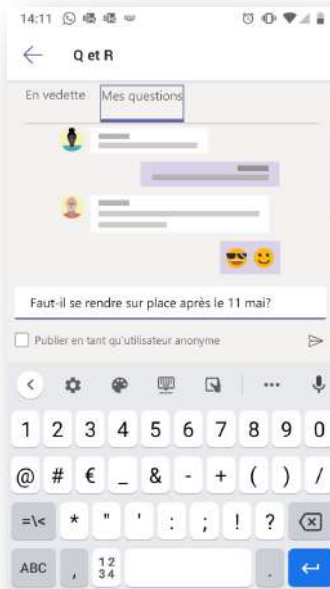 14:11
Q et R
En vedette Mes questions
Faut-il se rendre sur place après le 11 mai?
Publier en tant qu'utilisateur anonyme
1 2 3 4 5 6 7 8 9 0
@ # € _ & - + ( ) /
=\< * " ' : ; ! ?
ABC , 12 34 .